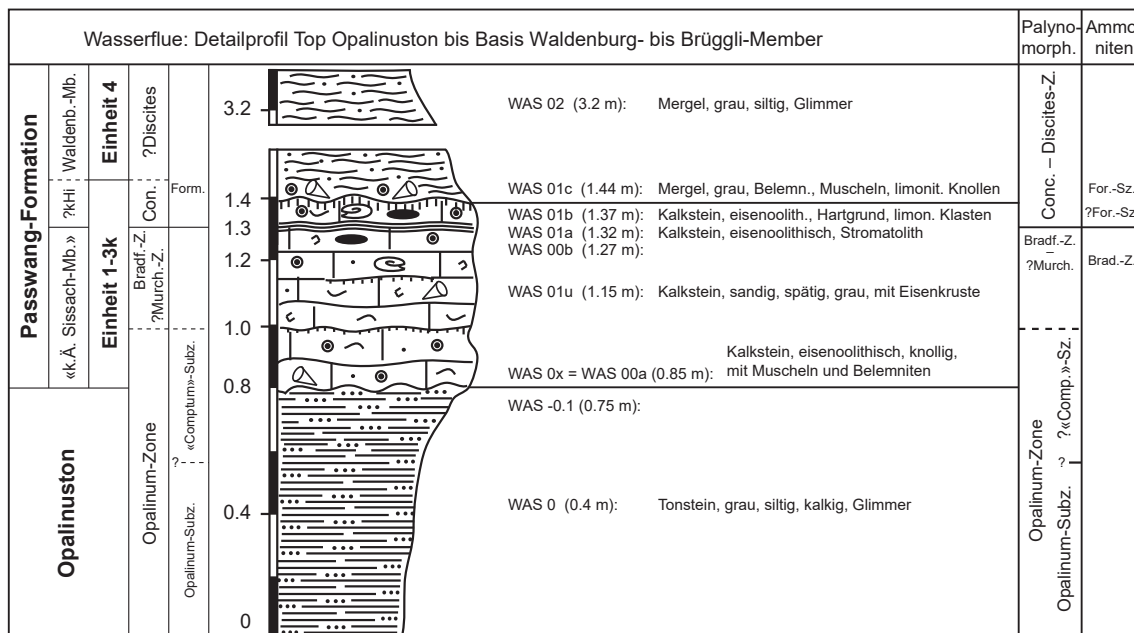 Wasserflue: Detailprofil Top Opalinuston bis Basis Waldenburg- bis Brüggli-Member
Palyno-
morph.
Ammo-
niten
Passwang-Formation
Opalinuston
Waldenb.-Mb.
?kHi
«k.Ä. Sissach-Mb.»
Einheit 4
Einheit 1-3k
?Discites
Con.
Form.
Bradf.-Z.
?Murch.-Z.
Opalinum-Zone
«Comptum»-Subz.
?
Opalinum-Subz.
3.2
1.4
1.3
1.2
1.0
0.8
0.4
0
WAS 02 (3.2 m): Mergel, grau, siltig, Glimmer
WAS 01c (1.44 m): Mergel, grau, Belemn., Muscheln, limonit. Knollen
WAS 01b (1.37 m): Kalkstein, eisenoolith., Hartgrund, limon. Klasten
WAS 01a (1.32 m): Kalkstein, eisenoolithisch, Stromatolith
WAS 00b (1.27 m):
WAS 01u (1.15 m): Kalkstein, sandig, spätig, grau, mit Eisenkruste
Kalkstein, eisenoolithisch, knollig,
WAS 0x = WAS 00a (0.85 m): mit Muscheln und Belemniten
WAS -0.1 (0.75 m):
WAS 0 (0.4 m): Tonstein, grau, siltig, kalkig, Glimmer
Conc. – Discites-Z.
Bradf.-Z.
–
?Murch.
Opalinum-Zone
?«Comp.»-Sz.
?
Opalinum-Subz.
For.-Sz.
?For.-Sz.
Brad.-Z.